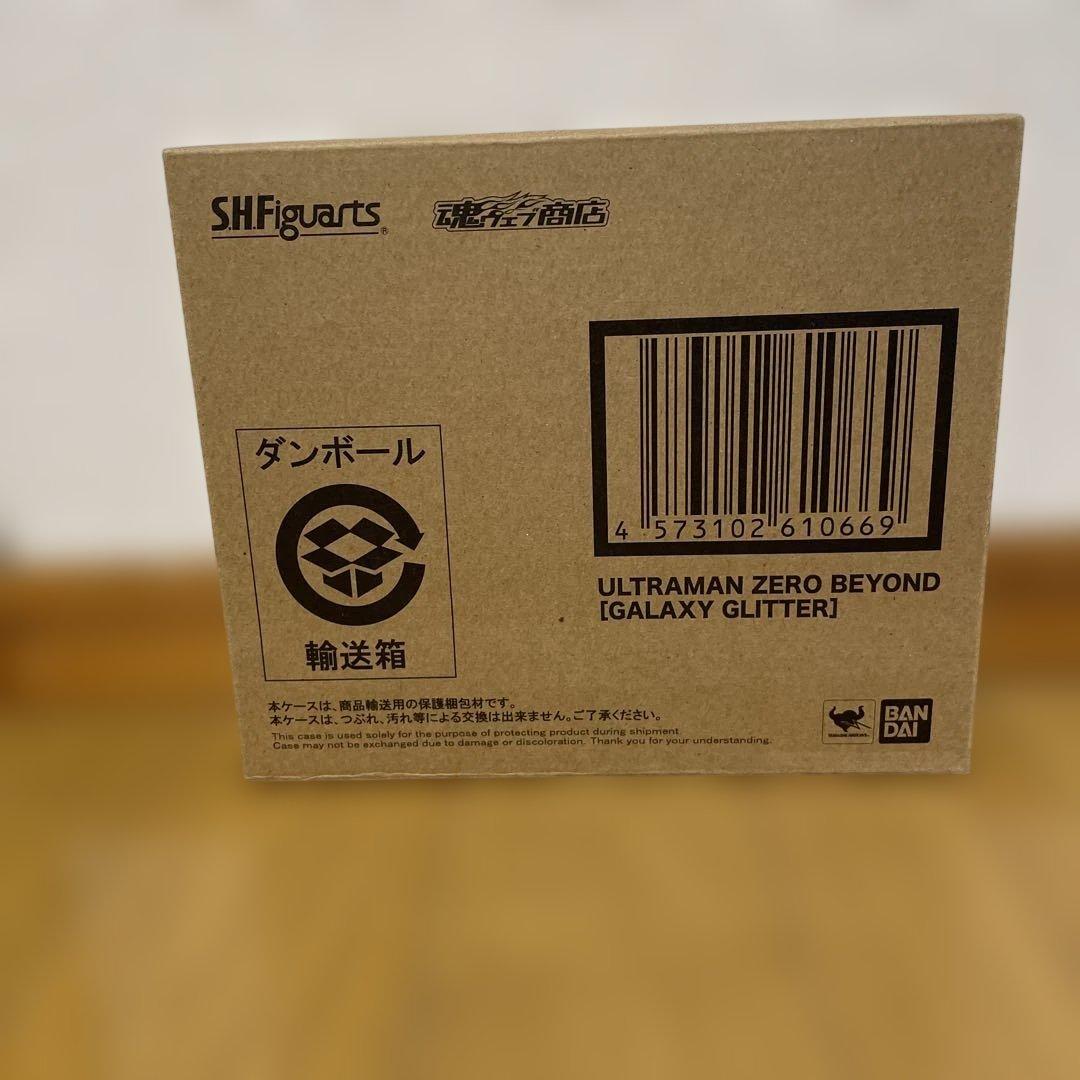 S.H.Figuarts®
魂ウェブ商店
4 573102 610669
ULTRAMAN ZERO BEYOND
[GALAXY GLITTER]
ダンボール
輸送箱
本ケースは、商品輸送用の保護梱包材です。
本ケースは、つぶれ、汚れ等による交換は出来ません。ご了承ください。
This case is used solely for the purpose of protecting product during shipment.
Case may not be exchanged due to damage or discoloration. Thank you for your understanding.
BAN
DAI